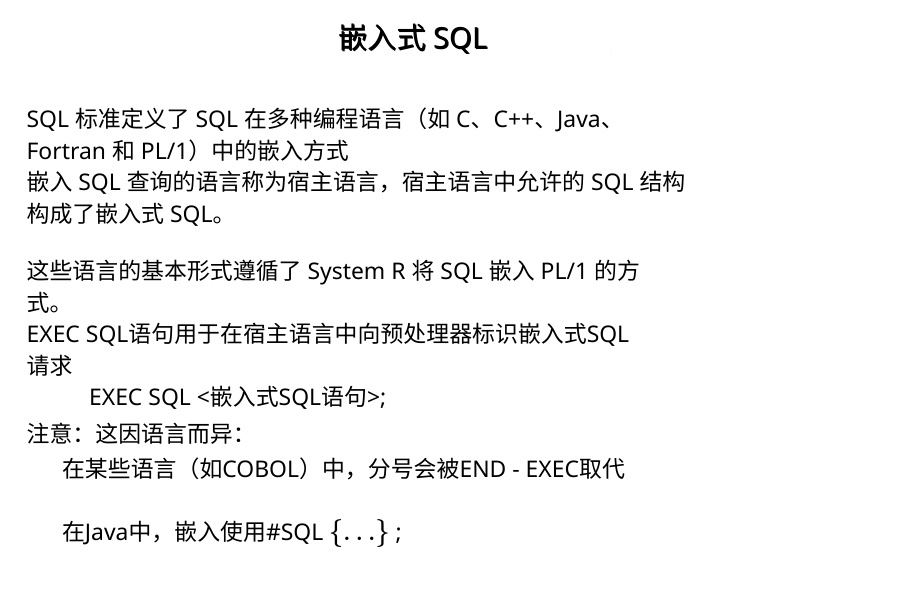 嵌入式 SQL
SQL 标准定义了 SQL 在多种编程语言（如 C、C++、Java、
Fortran 和 PL/1）中的嵌入方式
嵌入 SQL 查询的语言称为宿主语言，宿主语言中允许的 SQL 结构
构成了嵌入式 SQL。
这些语言的基本形式遵循了 System R 将 SQL 嵌入 PL/1 的方
式。
EXEC SQL语句用于在宿主语言中向预处理器标识嵌入式SQL
请求
EXEC SQL <嵌入式SQL语句>;
注意：这因语言而异：
在某些语言（如COBOL）中，分号会被END - EXEC取代
在Java中，嵌入使用#SQL {...} ;